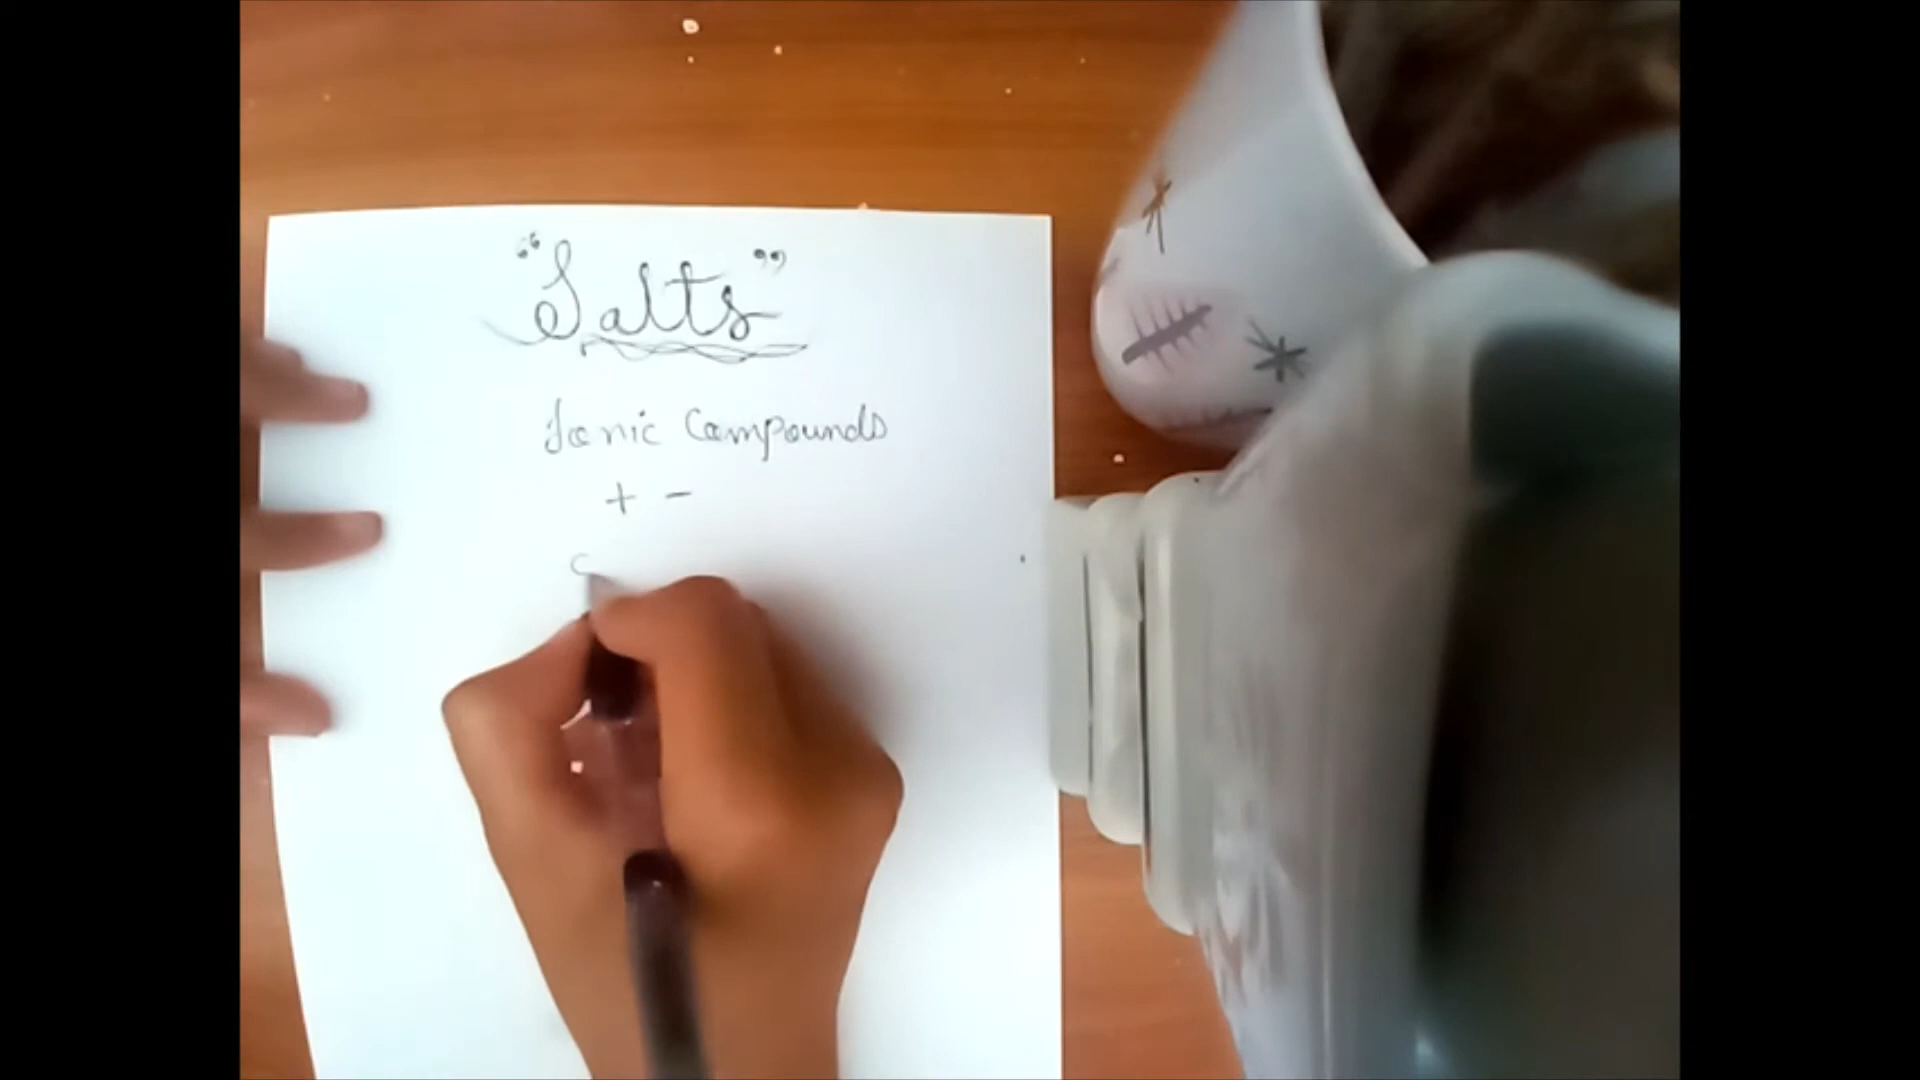 “Salts”
Ionic Compounds
+ -